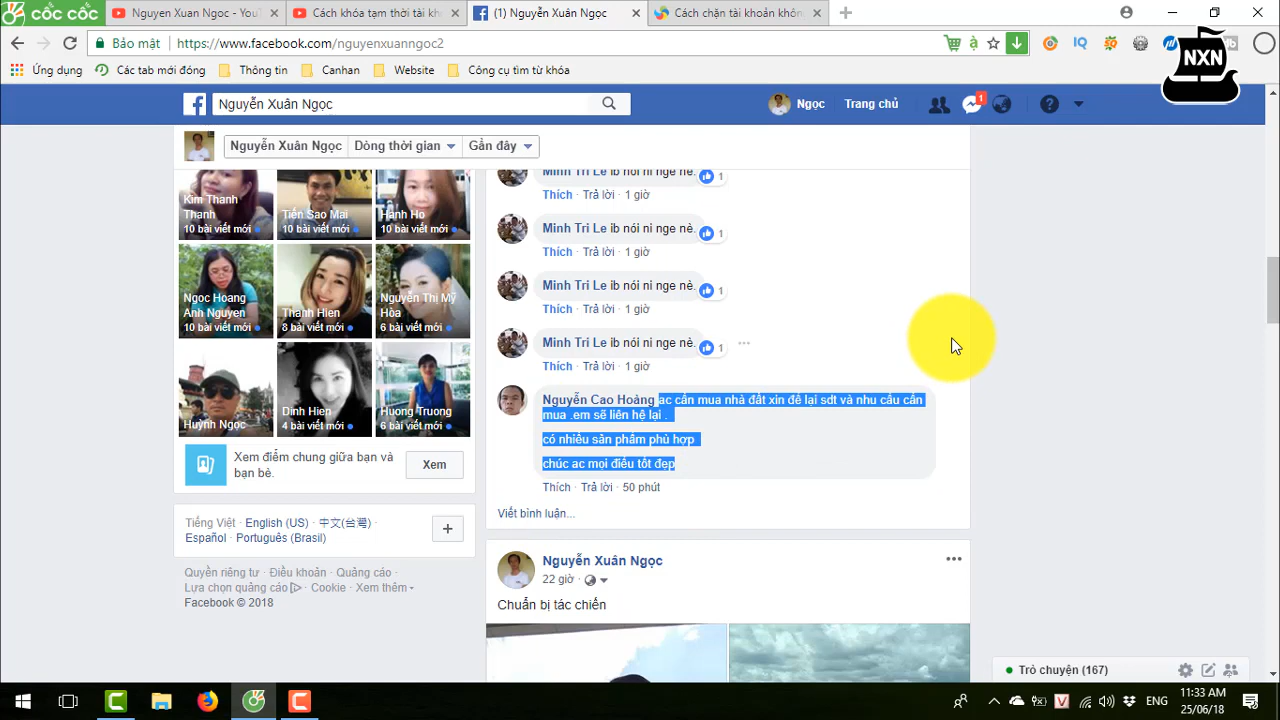 cốc cốc
Nguyen Xuan Ngoc - You
Cách khóa tạm thời tài kh
(1) Nguyễn Xuân Ngọc
Cách chặn tài khoản khôn
Bảo mật
https://www.facebook.com/nguyenxuanngoc2
NXN
Ứng dụng
Các tab mới đóng
Thông tin
Canhan
Website
Công cụ tìm từ khóa
Nguyễn Xuân Ngọc
Ngọc
Trang chủ
1
Nguyễn Xuân Ngọc
Dòng thời gian
Gần đây
Kim Thanh
Thanh
10 bài viết mới
Tiến Sao Mai
10 bài viết mới
Hạnh Ho
10 bài viết mới
Ngoc Hoang
Anh Nguyen
10 bài viết mới
Thanh Hien
8 bài viết mới
Nguyễn Thị Mỹ
Hòa
6 bài viết mới
Huỳnh Ngọc
Dinh Hien
4 bài viết mới
Huong Truong
6 bài viết mới
Xem điểm chung giữa bạn và
bạn bè.
Xem
Tiếng Việt · English (US) · 中文(台灣) ·
Español · Português (Brasil)
Quyền riêng tư · Điều khoản · Quảng cáo ·
Lựa chọn quảng cáo · Cookie · Xem thêm
Facebook © 2018
Minh Tri Le ib nói ni nge nè. 1
Thích · Trả lời · 1 giờ
Minh Tri Le ib nói ni nge nè. 1
Thích · Trả lời · 1 giờ
Minh Tri Le ib nói ni nge nè. 1
Thích · Trả lời · 1 giờ
Minh Tri Le ib nói ni nge nè. 1
Thích · Trả lời · 1 giờ
Nguyễn Cao Hoảng ac cần mua nhà đất xin để lại sdt và nhu cầu cần
mua .em sẽ liên hệ lại .
có nhiều sản phẩm phù hợp
chúc ac mọi điều tốt đẹp
Thích · Trả lời · 50 phút
Viết bình luận...
Nguyễn Xuân Ngọc
22 giờ
Chuẩn bị tác chiến
Trò chuyện (167)
ENG
11:33 AM
25/06/18